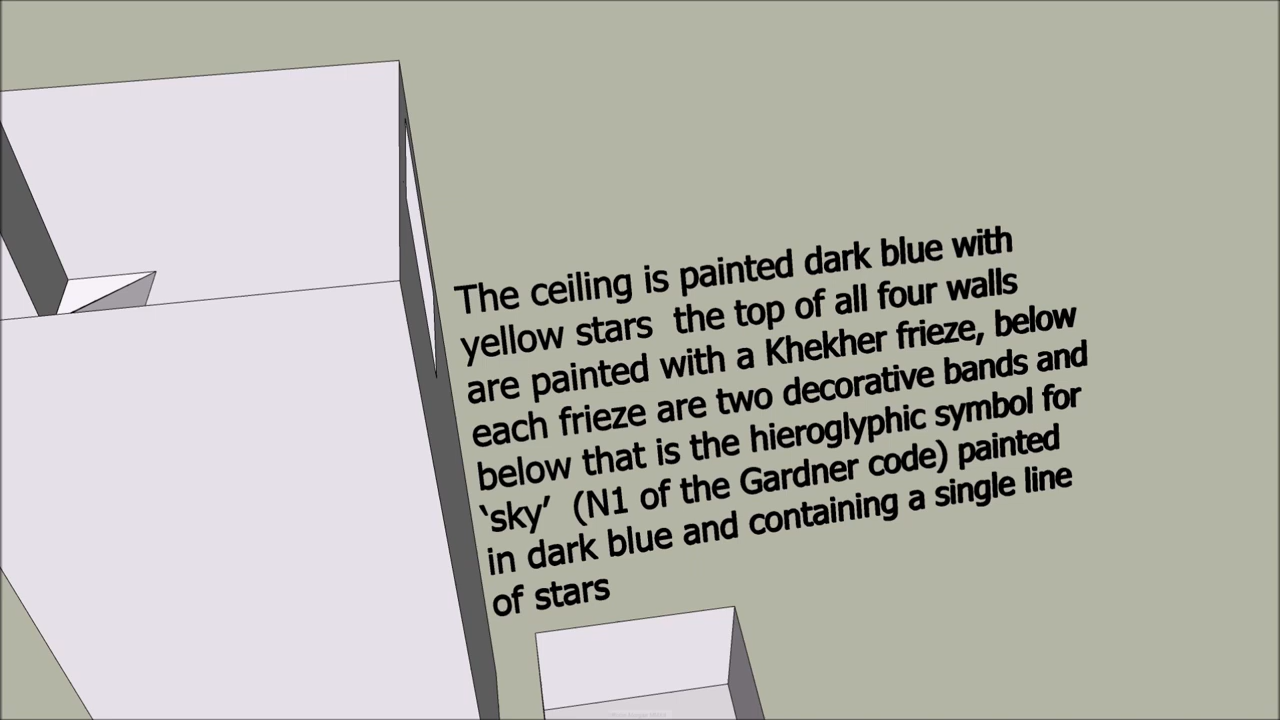 The ceiling is painted dark blue with
yellow stars  the top of all four walls
are painted with a Khekher frieze, below
each frieze are two decorative bands and
below that is the hieroglyphic symbol for
‘sky’  (N1 of the Gardner code) painted
in dark blue and containing a single line
of stars